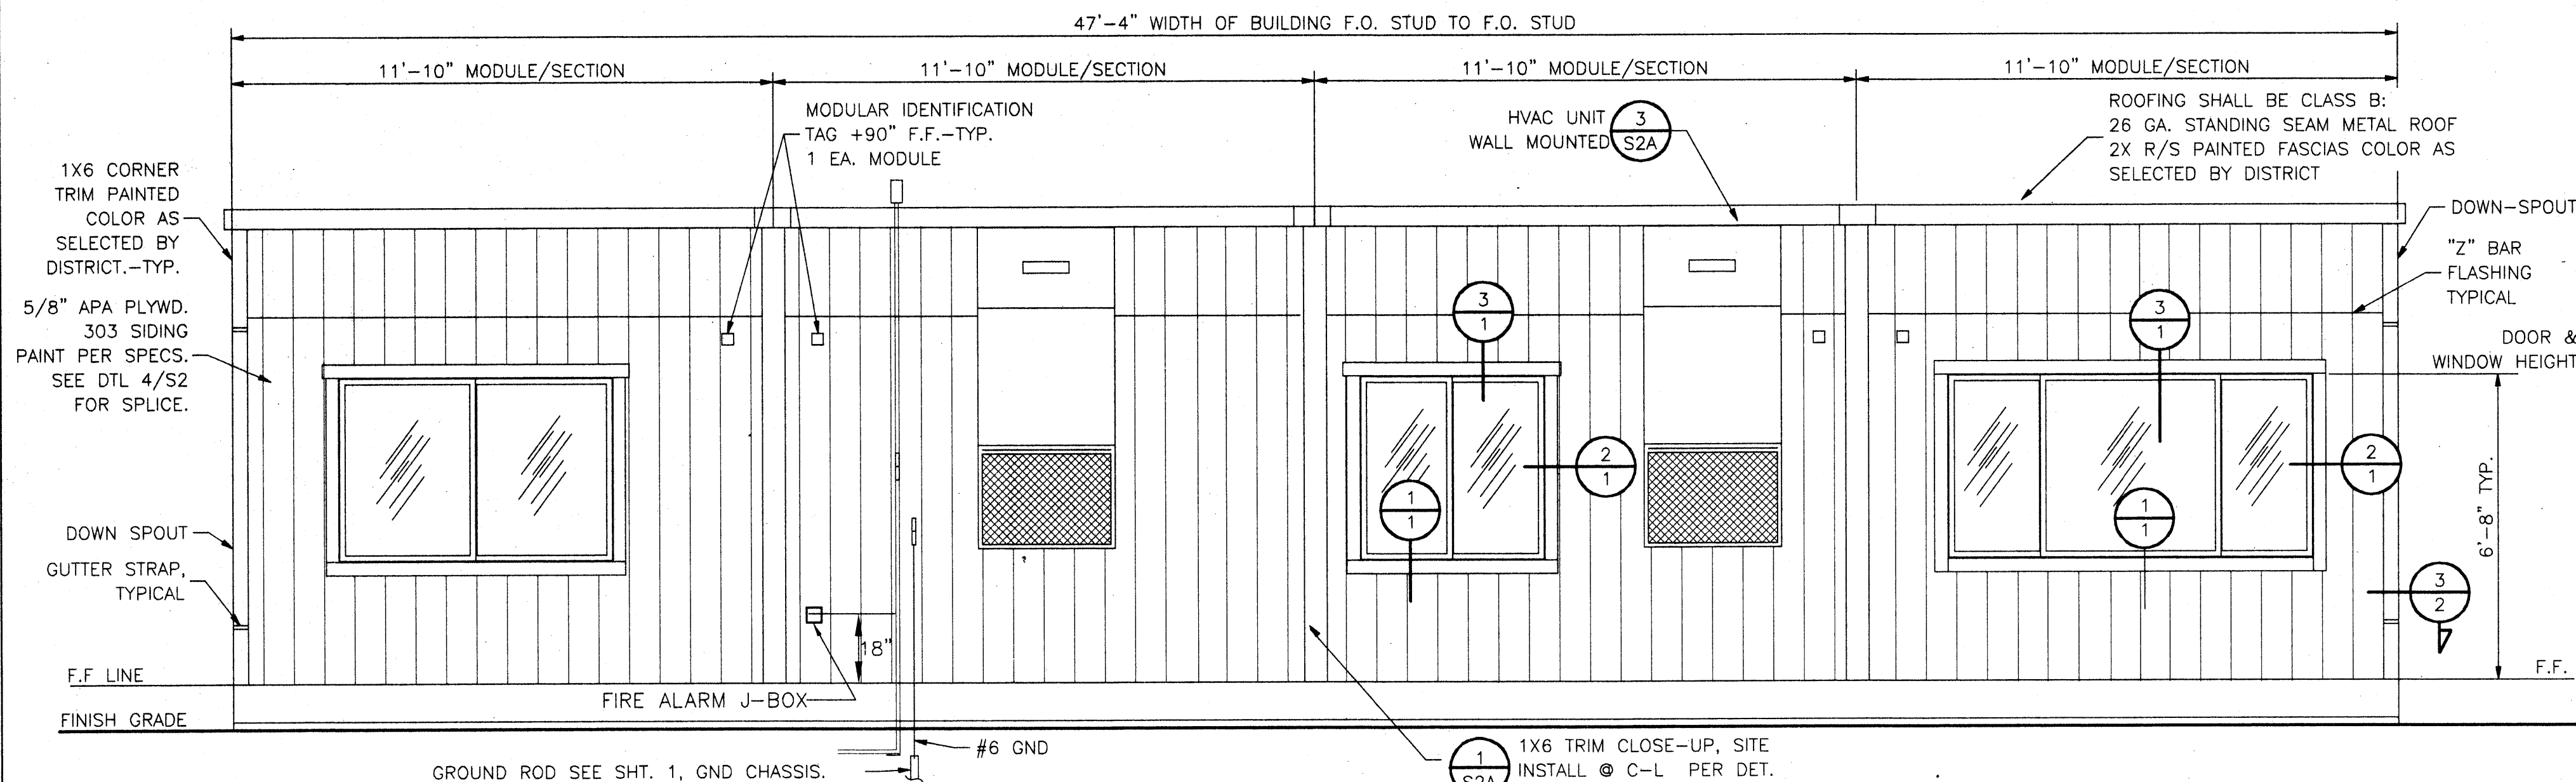 47'-4" WIDTH OF BUILDING F.O. STUD TO F.O. STUD
11'-10" MODULE/SECTION
11'-10" MODULE/SECTION
11'-10" MODULE/SECTION
11'-10" MODULE/SECTION
MODULAR IDENTIFICATION
TAG +90" F.F.-TYP.
1 EA. MODULE
HVAC UNIT
WALL MOUNTED
3
S2A
ROOFING SHALL BE CLASS B:
26 GA. STANDING SEAM METAL ROOF
2X R/S PAINTED FASCIAS COLOR AS
SELECTED BY DISTRICT
1X6 CORNER
TRIM PAINTED
COLOR AS
SELECTED BY
DISTRICT.-TYP.
5/8" APA PLYWD.
303 SIDING
PAINT PER SPECS.
SEE DTL 4/S2
FOR SPLICE.
DOWN SPOUT
GUTTER STRAP,
TYPICAL
F.F LINE
FINISH GRADE
DOWN-SPOUT
"Z" BAR
FLASHING
TYPICAL
DOOR &
WINDOW HEIGHT
3
1
3
1
2
1
2
1
1
1
1
1
3
2
6'-8" TYP.
F.F.
18"
FIRE ALARM J-BOX
#6 GND
GROUND ROD SEE SHT. 1, GND CHASSIS.
1
S2A
1X6 TRIM CLOSE-UP, SITE
INSTALL @ C-L PER DET.